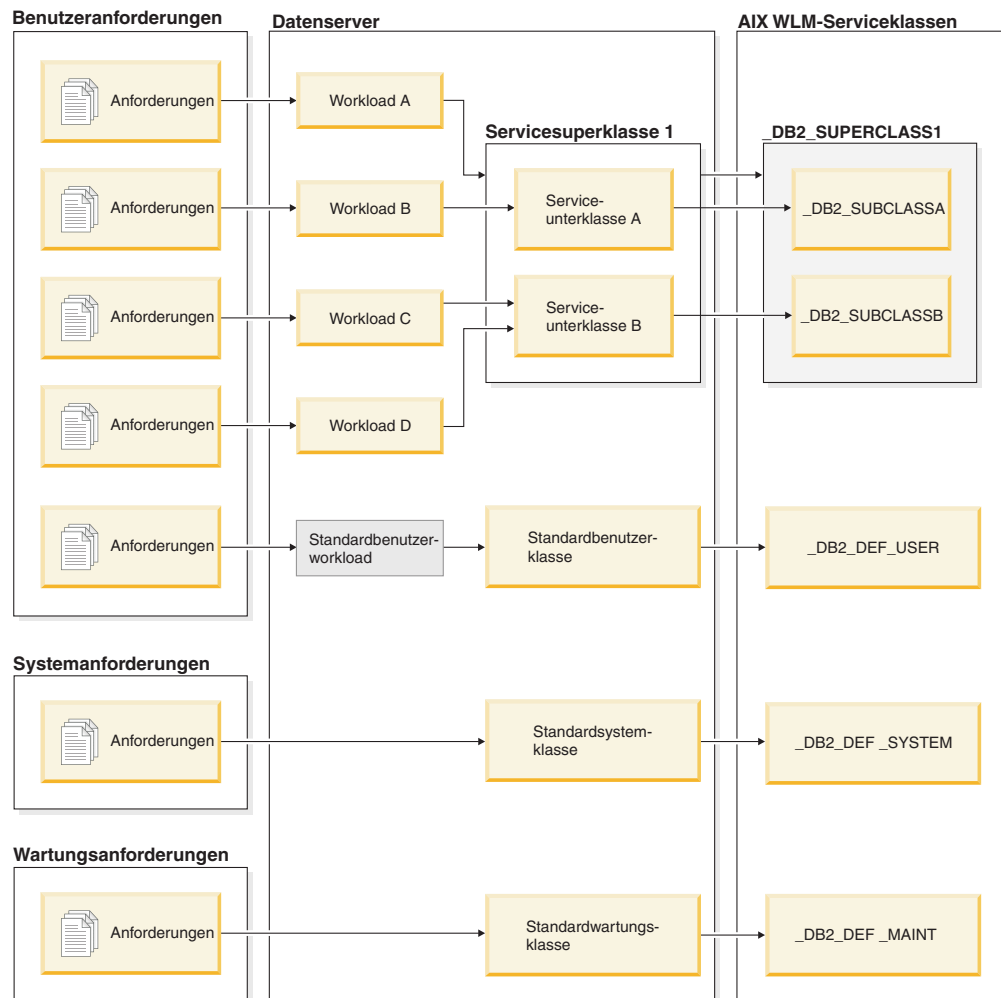 Benutzeranforderungen
Datenserver
AIX WLM-Serviceklassen
Anforderungen
Workload A
Servicesuperklasse 1
_DB2_SUPERCLASS1
Anforderungen
Workload B
Service-
unterklasse A
_DB2_SUBCLASSA
Anforderungen
Workload C
Service-
unterklasse B
_DB2_SUBCLASSB
Anforderungen
Workload D
Anforderungen
Standardbenutzer-
workload
Standardbenutzer-
klasse
_DB2_DEF_USER
Systemanforderungen
Anforderungen
Standardsystem-
klasse
_DB2_DEF _SYSTEM
Wartungsanforderungen
Anforderungen
Standardwartungs-
klasse
_DB2_DEF _MAINT